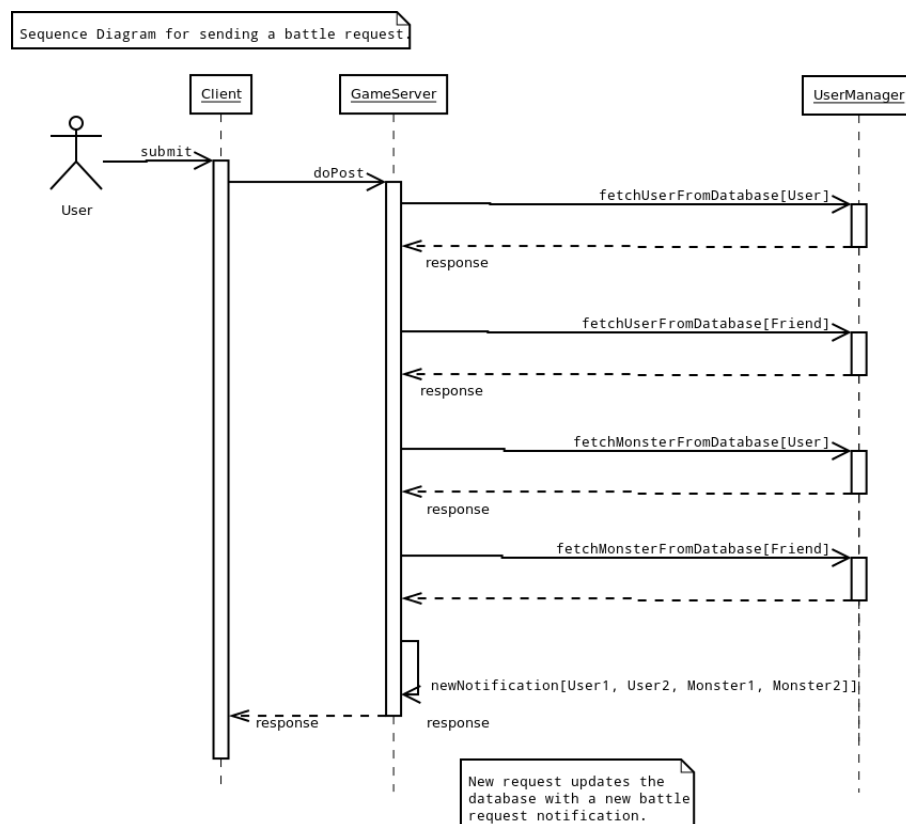 Sequence Diagram for sending a battle request.
Client
GameServer
UserManager
submit
doPost
User
fetchUserFromDatabase[User]
response
fetchUserFromDatabase[Friend]
response
fetchMonsterFromDatabase[User]
response
fetchMonsterFromDatabase[Friend]
newNotification[User1, User2, Monster1, Monster2]]
response
response
New request updates the
database with a new battle
request notification.